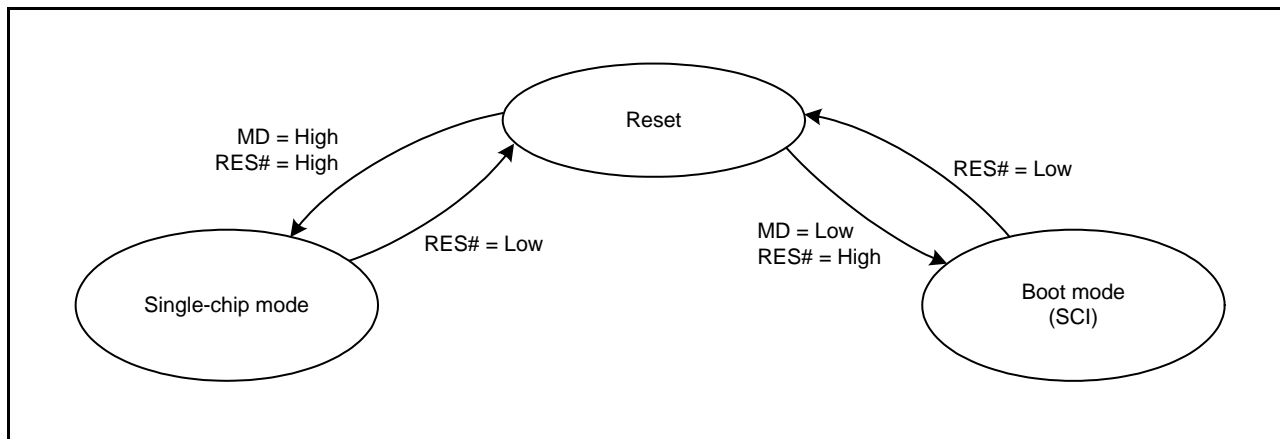 Reset
MD = High
RES# = High
RES# = Low
RES# = Low
MD = Low
RES# = High
Single-chip mode
Boot mode
(SCI)